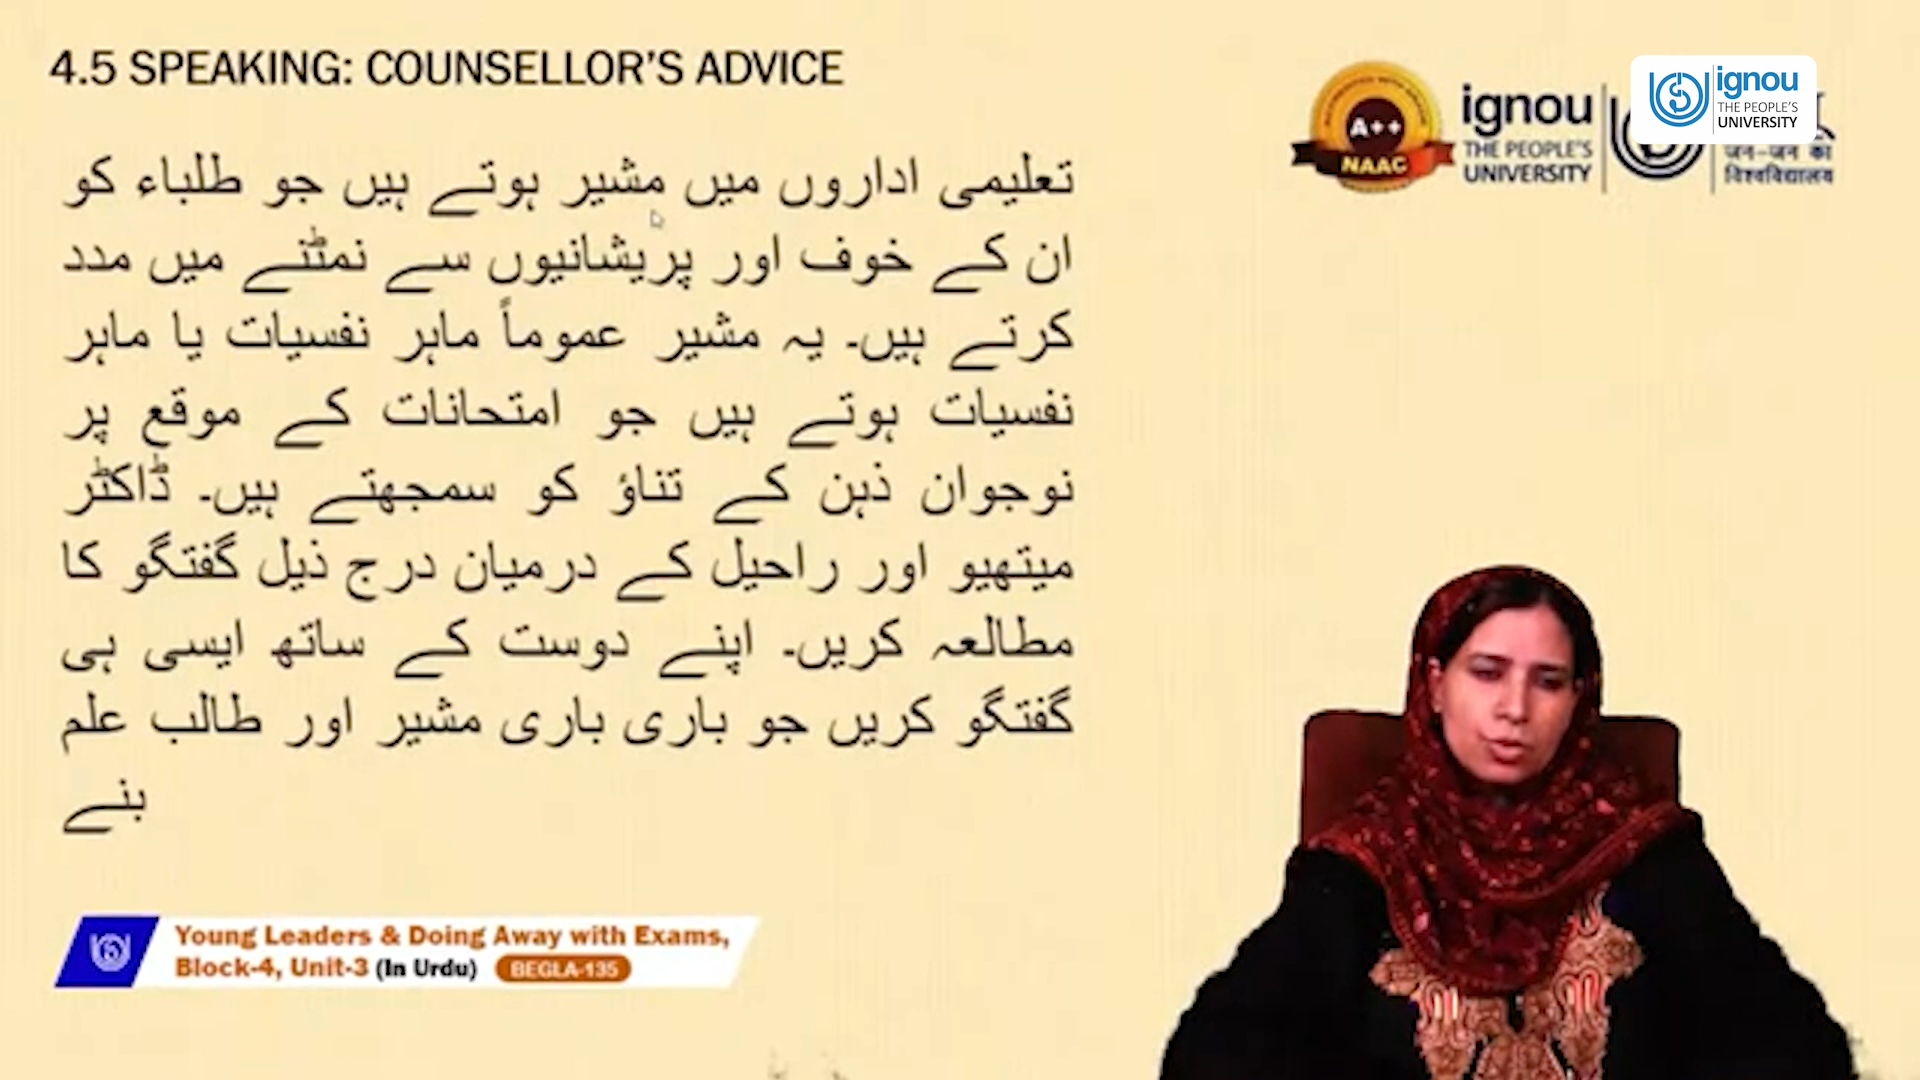 4.5 SPEAKING: COUNSELLOR'S ADVICE
تعلیمی اداروں میں مشیر ہوتے ہیں جو طلباء کو
ان کے خوف اور پریشانیوں سے نمٹنے میں مدد
کرتے ہیں۔ یہ مشیر عموماً ماہر نفسیات یا ماہر
نفسیات ہوتے ہیں جو امتحانات کے موقع پر
نوجوان ذہن کے تناؤ کو سمجھتے ہیں۔ ڈاکٹر
میتھیو اور راحیل کے درمیان درج ذیل گفتگو کا
مطالعہ کریں۔ اپنے دوست کے ساتھ ایسی ہی
گفتگو کریں جو باری باری مشیر اور طالب علم
بنے
A++
NAAC
ignou
THE PEOPLE'S
UNIVERSITY
जन-जन का
विश्वविद्यालय
ignou
THE PEOPLE'S
UNIVERSITY
Young Leaders & Doing Away with Exams,
Block-4, Unit-3 (In Urdu) BEGLA-135